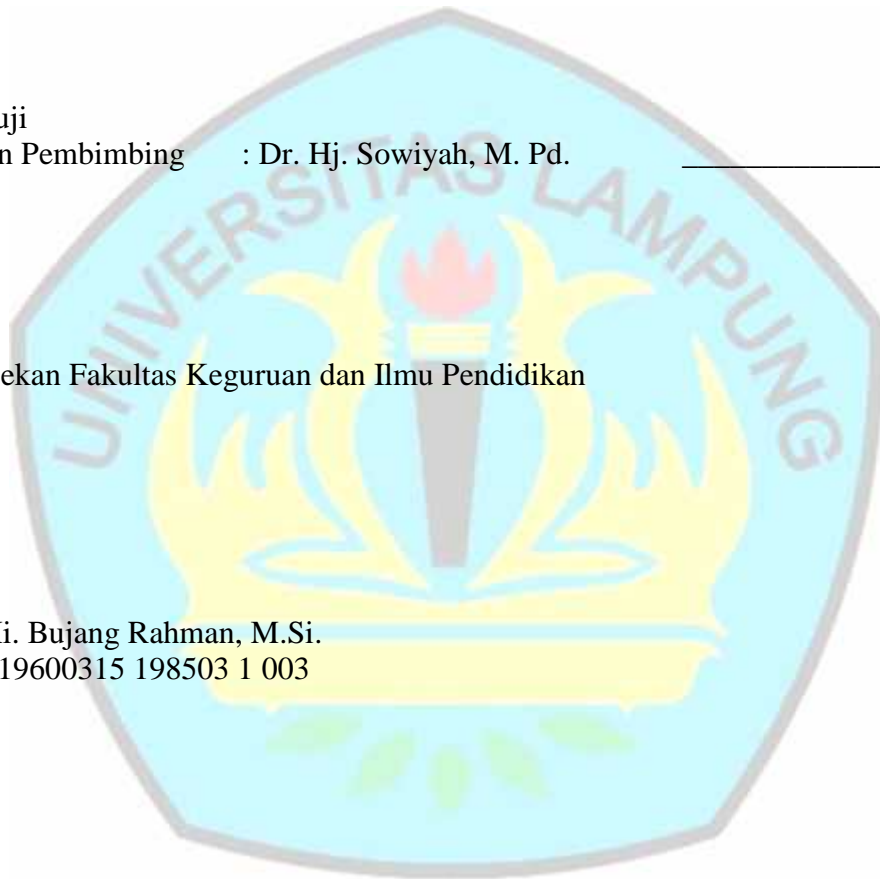 uji
n Pembimbing : Dr. Hj. Sowiyah, M. Pd. ____________
ekan Fakultas Keguruan dan Ilmu Pendidikan
i. Bujang Rahman, M.Si.
19600315 198503 1 003
UNIVERSITAS LAMPUNG